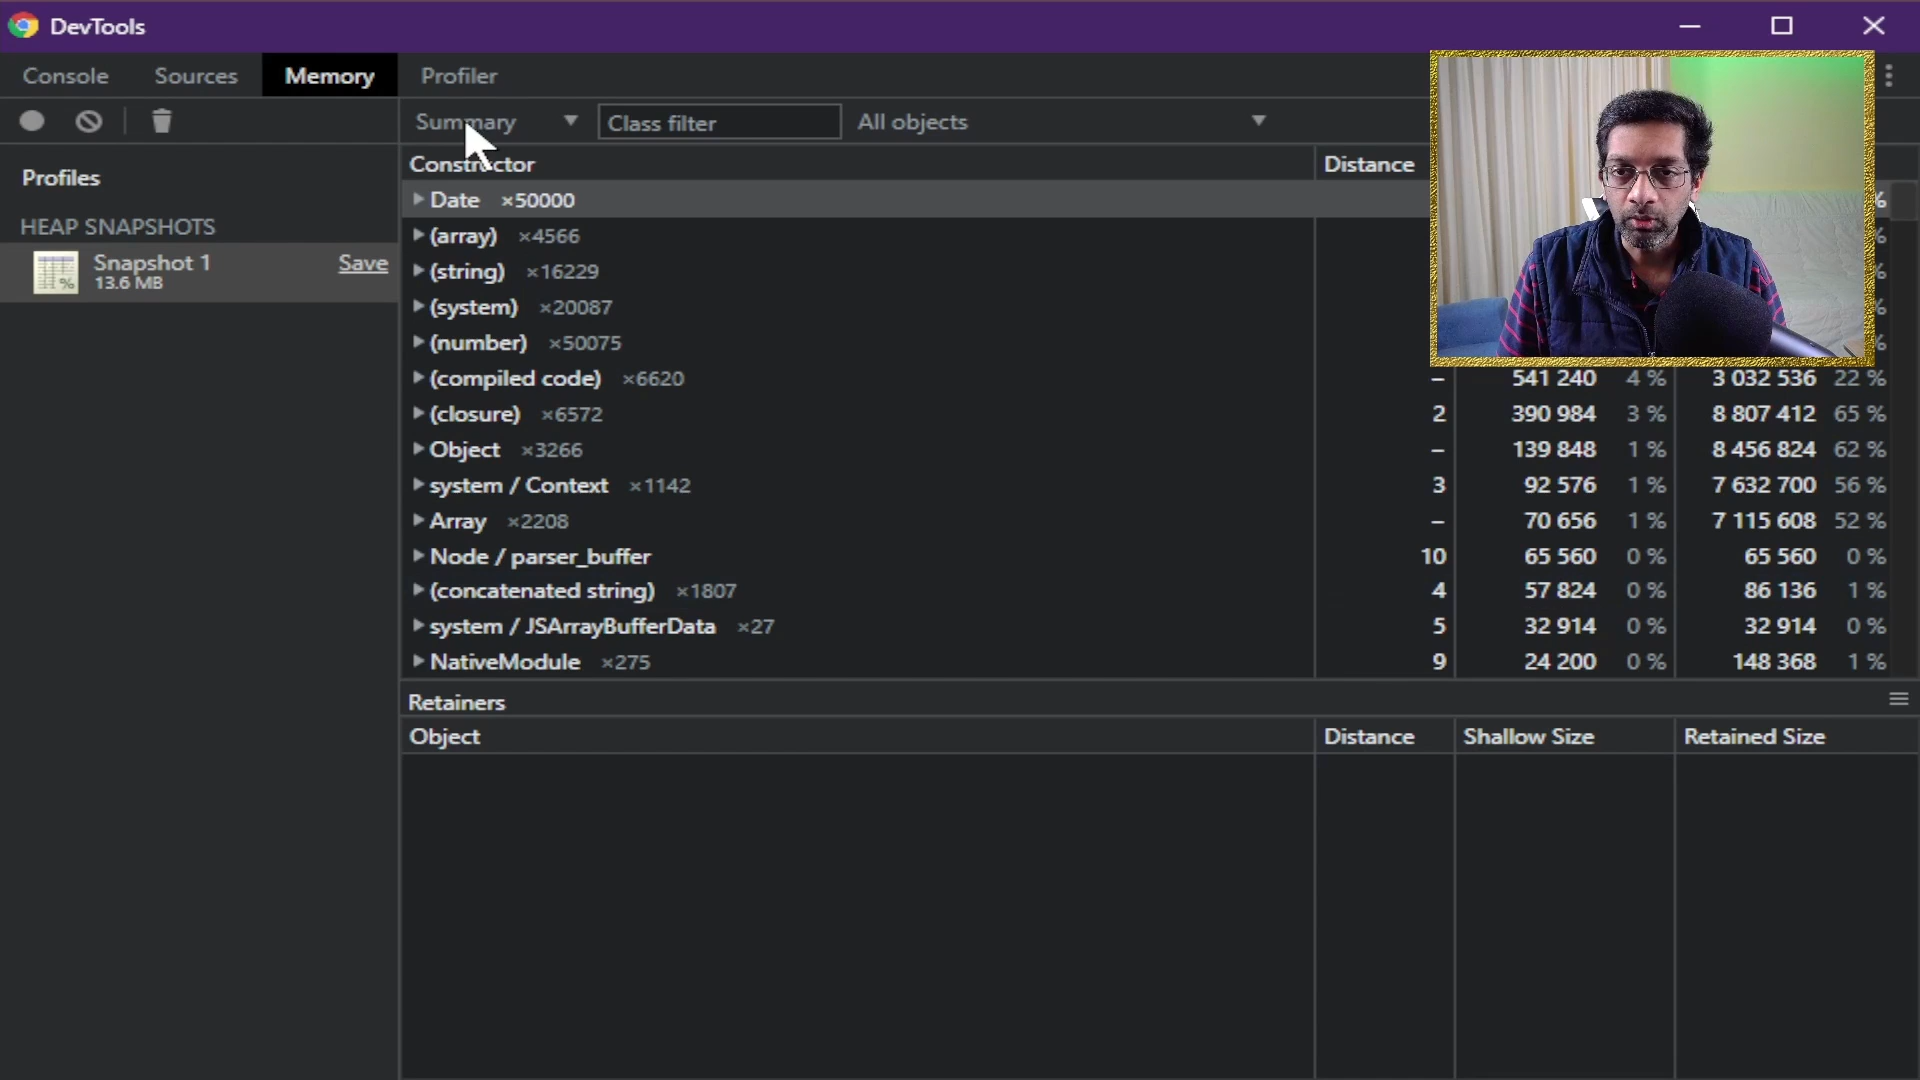 DevTools
Console Sources Memory Profiler
Summary Class filter All objects
Profiles
HEAP SNAPSHOTS
Snapshot 1 Save
13.6 MB
Constructor Distance
Date ×50000 %
(array) ×4566 %
(string) ×16229 %
(system) ×20087 %
(number) ×50075 %
(compiled code) ×6620 – 541 240 4 % 3 032 536 22 %
(closure) ×6572 2 390 984 3 % 8 807 412 65 %
Object ×3266 – 139 848 1 % 8 456 824 62 %
system / Context ×1142 3 92 576 1 % 7 632 700 56 %
Array ×2208 – 70 656 1 % 7 115 608 52 %
Node / parser_buffer 10 65 560 0 % 65 560 0 %
(concatenated string) ×1807 4 57 824 0 % 86 136 1 %
system / JSArrayBufferData ×27 5 32 914 0 % 32 914 0 %
NativeModule ×275 9 24 200 0 % 148 368 1 %
Retainers
Object Distance Shallow Size Retained Size